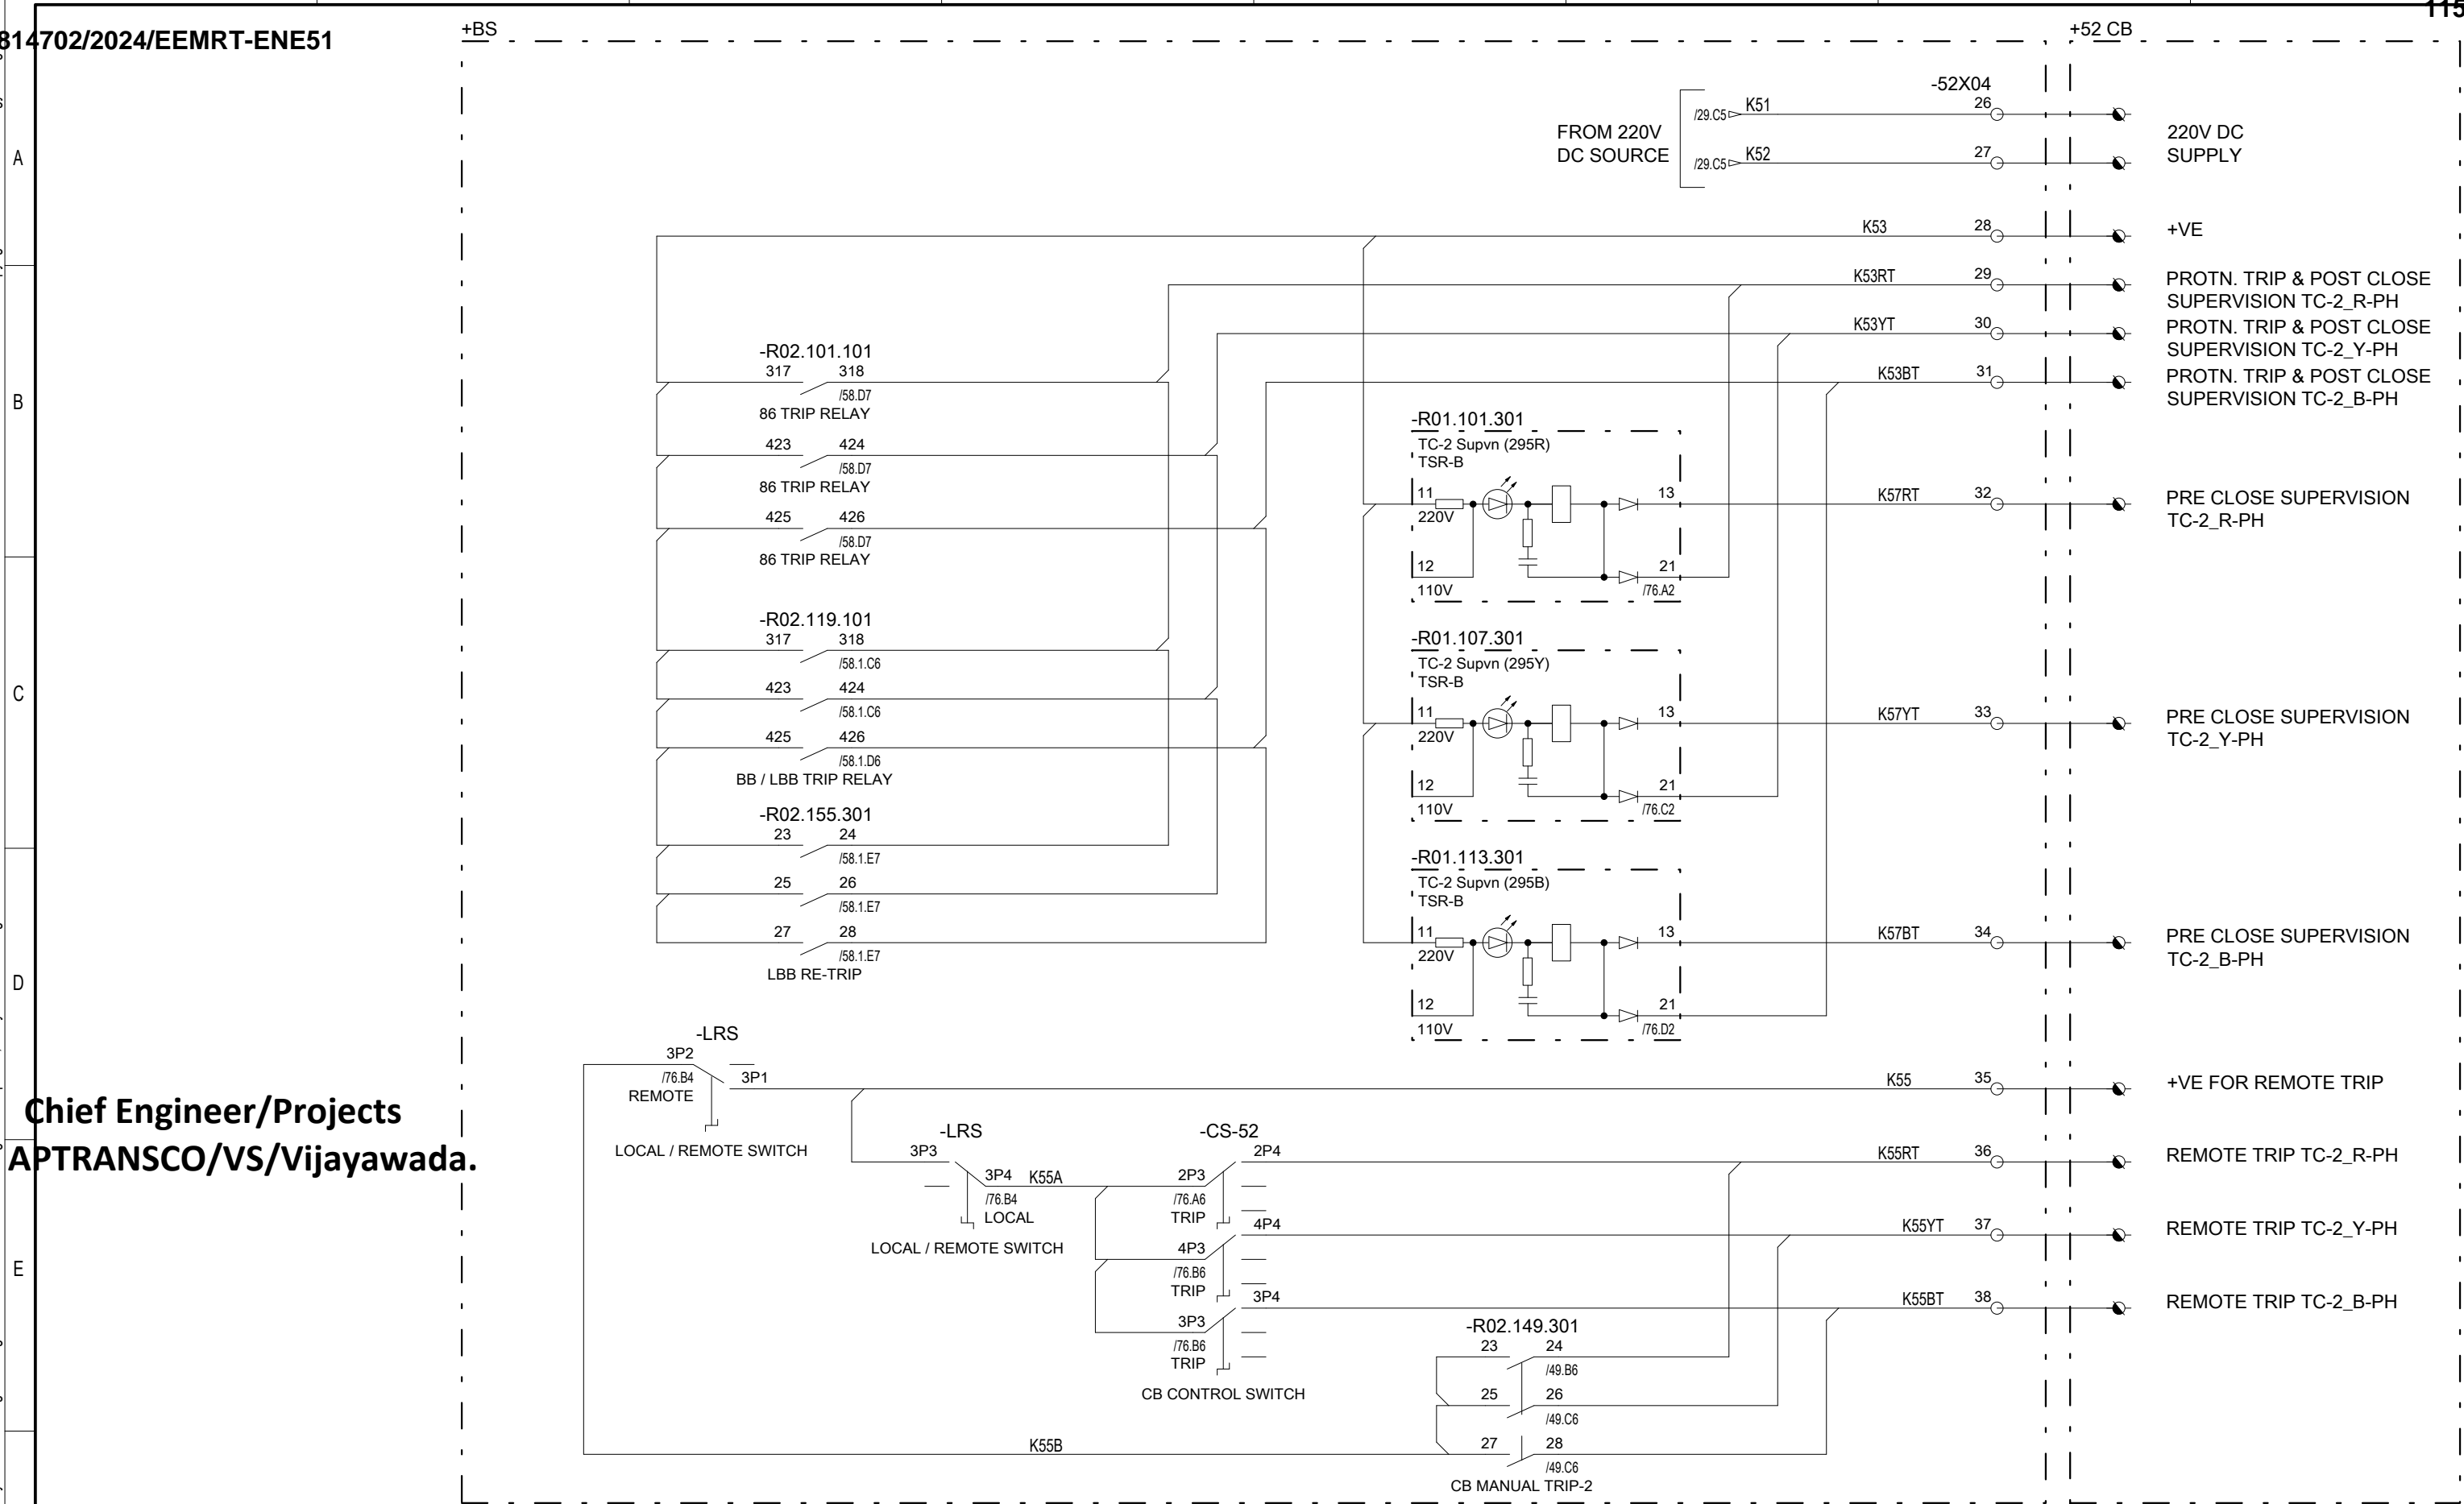 115
814702/2024/EEMRT-ENE51
+BS
+52 CB
-52X04
FROM 220V
DC SOURCE
/29.C5
K51
26
/29.C5
K52
27
220V DC
SUPPLY
A
K53
28
+VE
K53RT
29
PROTN. TRIP & POST CLOSE
SUPERVISION TC-2_R-PH
K53YT
30
PROTN. TRIP & POST CLOSE
SUPERVISION TC-2_Y-PH
K53BT
31
PROTN. TRIP & POST CLOSE
SUPERVISION TC-2_B-PH
B
-R02.101.101
317 318
/58.D7
86 TRIP RELAY
423 424
/58.D7
86 TRIP RELAY
425 426
/58.D7
86 TRIP RELAY
-R01.101.301
TC-2 Supvn (295R)
TSR-B
11
220V
13
12
110V
21
/76.A2
K57RT
32
PRE CLOSE SUPERVISION
TC-2_R-PH
C
-R02.119.101
317 318
/58.1.C6
423 424
/58.1.C6
425 426
/58.1.D6
BB / LBB TRIP RELAY
-R01.107.301
TC-2 Supvn (295Y)
TSR-B
11
220V
13
12
110V
21
/76.C2
K57YT
33
PRE CLOSE SUPERVISION
TC-2_Y-PH
-R02.155.301
23 24
/58.1.E7
25 26
/58.1.E7
27 28
/58.1.E7
LBB RE-TRIP
D
-R01.113.301
TC-2 Supvn (295B)
TSR-B
11
220V
13
12
110V
21
/76.D2
K57BT
34
PRE CLOSE SUPERVISION
TC-2_B-PH
-LRS
3P2
/76.B4
REMOTE
3P1
LOCAL / REMOTE SWITCH
K55
35
+VE FOR REMOTE TRIP
Chief Engineer/Projects
APTRANSCO/VS/Vijayawada.
-LRS
3P3
3P4 K55A
/76.B4
LOCAL
LOCAL / REMOTE SWITCH
-CS-52
2P4
2P3
/76.A6
TRIP
4P4
4P3
/76.B6
TRIP
3P4
3P3
/76.B6
TRIP
CB CONTROL SWITCH
K55RT
36
REMOTE TRIP TC-2_R-PH
K55YT
37
REMOTE TRIP TC-2_Y-PH
K55BT
38
REMOTE TRIP TC-2_B-PH
E
-R02.149.301
23 24
/49.B6
25 26
/49.C6
27 28
/49.C6
CB MANUAL TRIP-2
K55B